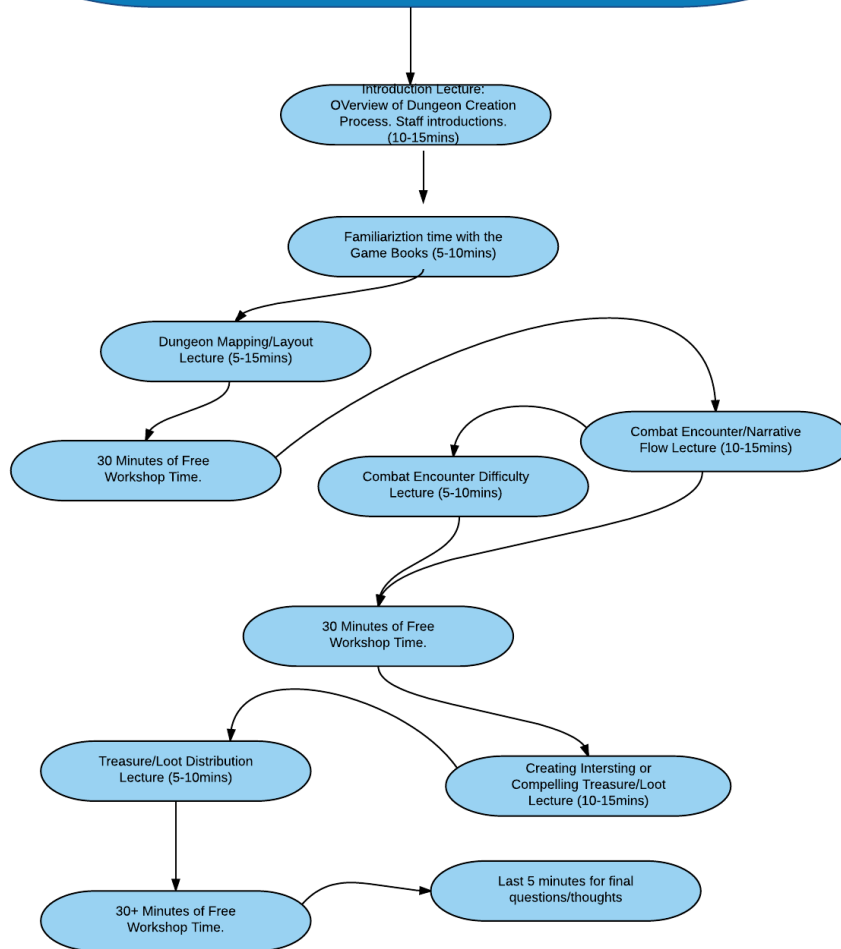 Introduction Lecture:
OVerview of Dungeon Creation
Process. Staff introductions.
(10-15mins)
Familiariztion time with the
Game Books (5-10mins)
Dungeon Mapping/Layout
Lecture (5-15mins)
30 Minutes of Free
Workshop Time.
Combat Encounter/Narrative
Flow Lecture (10-15mins)
Combat Encounter Difficulty
Lecture (5-10mins)
30 Minutes of Free
Workshop Time.
Creating Intersting or
Compelling Treasure/Loot
Lecture (10-15mins)
Treasure/Loot Distribution
Lecture (5-10mins)
30+ Minutes of Free
Workshop Time.
Last 5 minutes for final
questions/thoughts